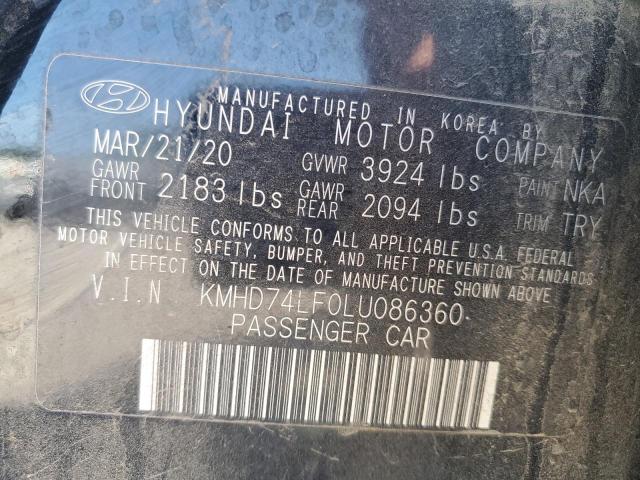 MANUFACTURED IN KOREA BY
HYUNDAI MOTOR COMPANY
MAR/21/20 GVWR 3924 lbs PAINT NKA
GAWR FRONT 2183 lbs GAWR REAR 2094 lbs TRIM TRY
THIS VEHICLE CONFORMS TO ALL APPLICABLE U.S.A. FEDERAL
MOTOR VEHICLE SAFETY, BUMPER, AND THEFT PREVENTION STANDARDS
IN EFFECT ON THE DATE OF MANUFACTURE SHOWN ABOVE
V.I.N KMHD74LF0LU086360
PASSENGER CAR